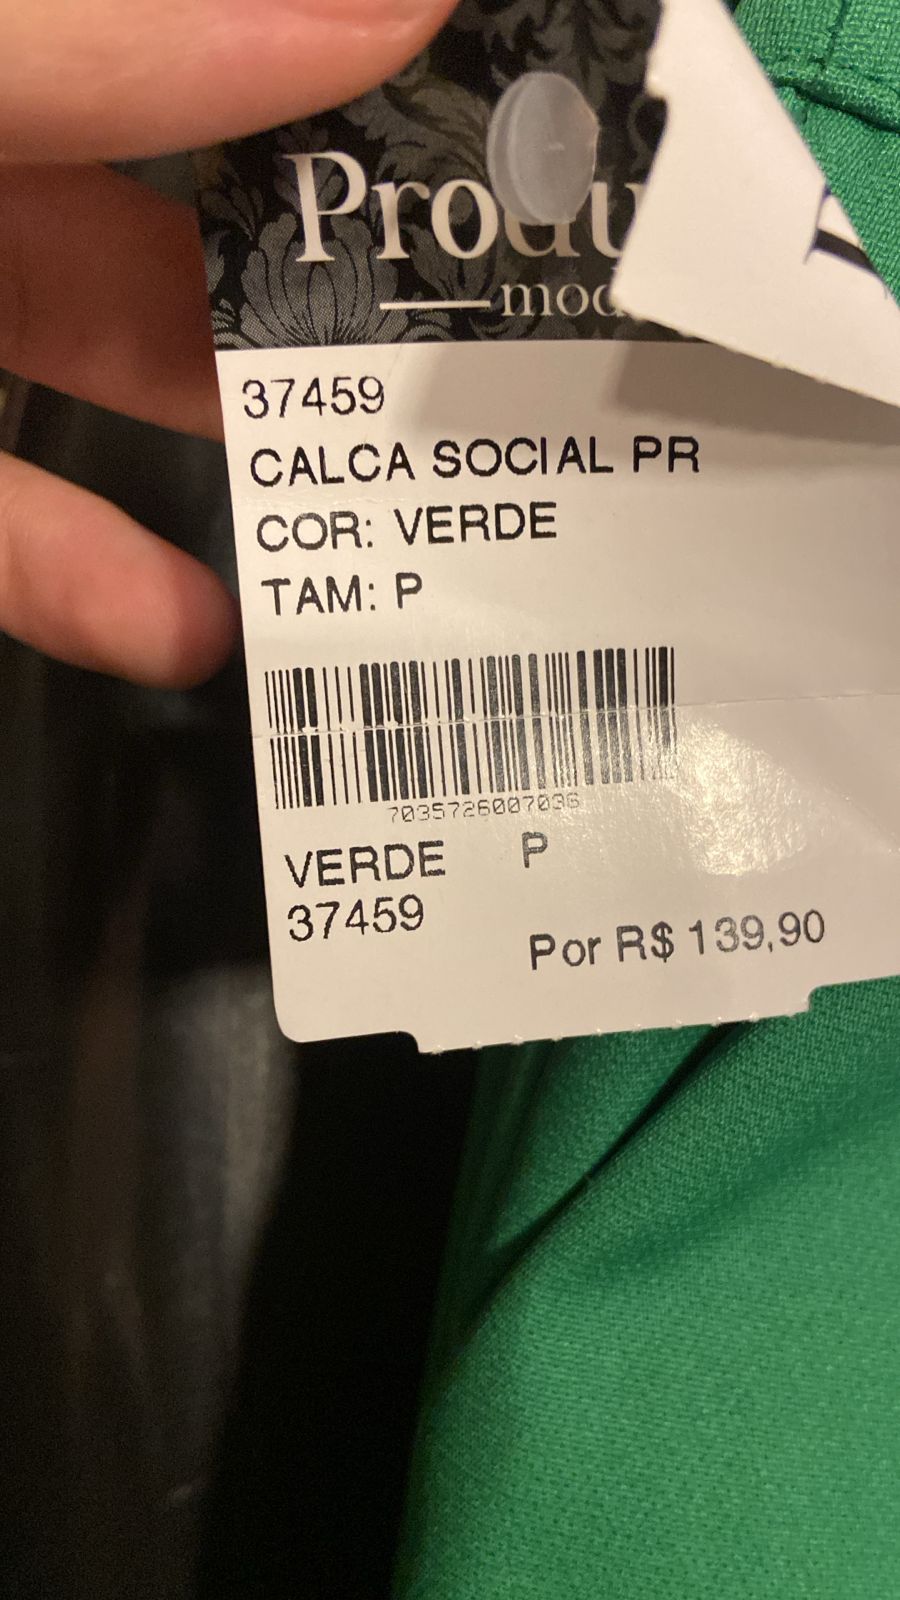 37459
CALCA SOCIAL PR
COR: VERDE
TAM: P
7035726007036
VERDE P
37459
Por R$ 139,90